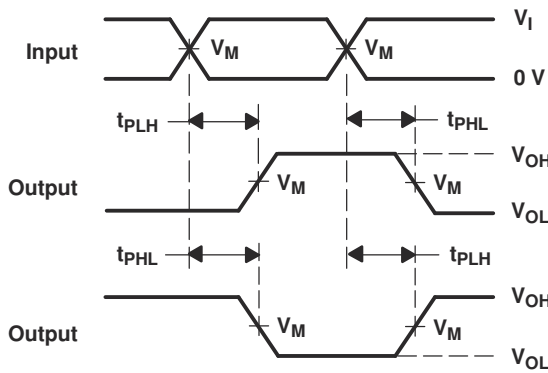 V_I
Input V_M V_M
0 V
t_PLH t_PHL
V_OH
Output V_M V_M
V_OL
t_PHL t_PLH
V_OH
Output V_M V_M
V_OL